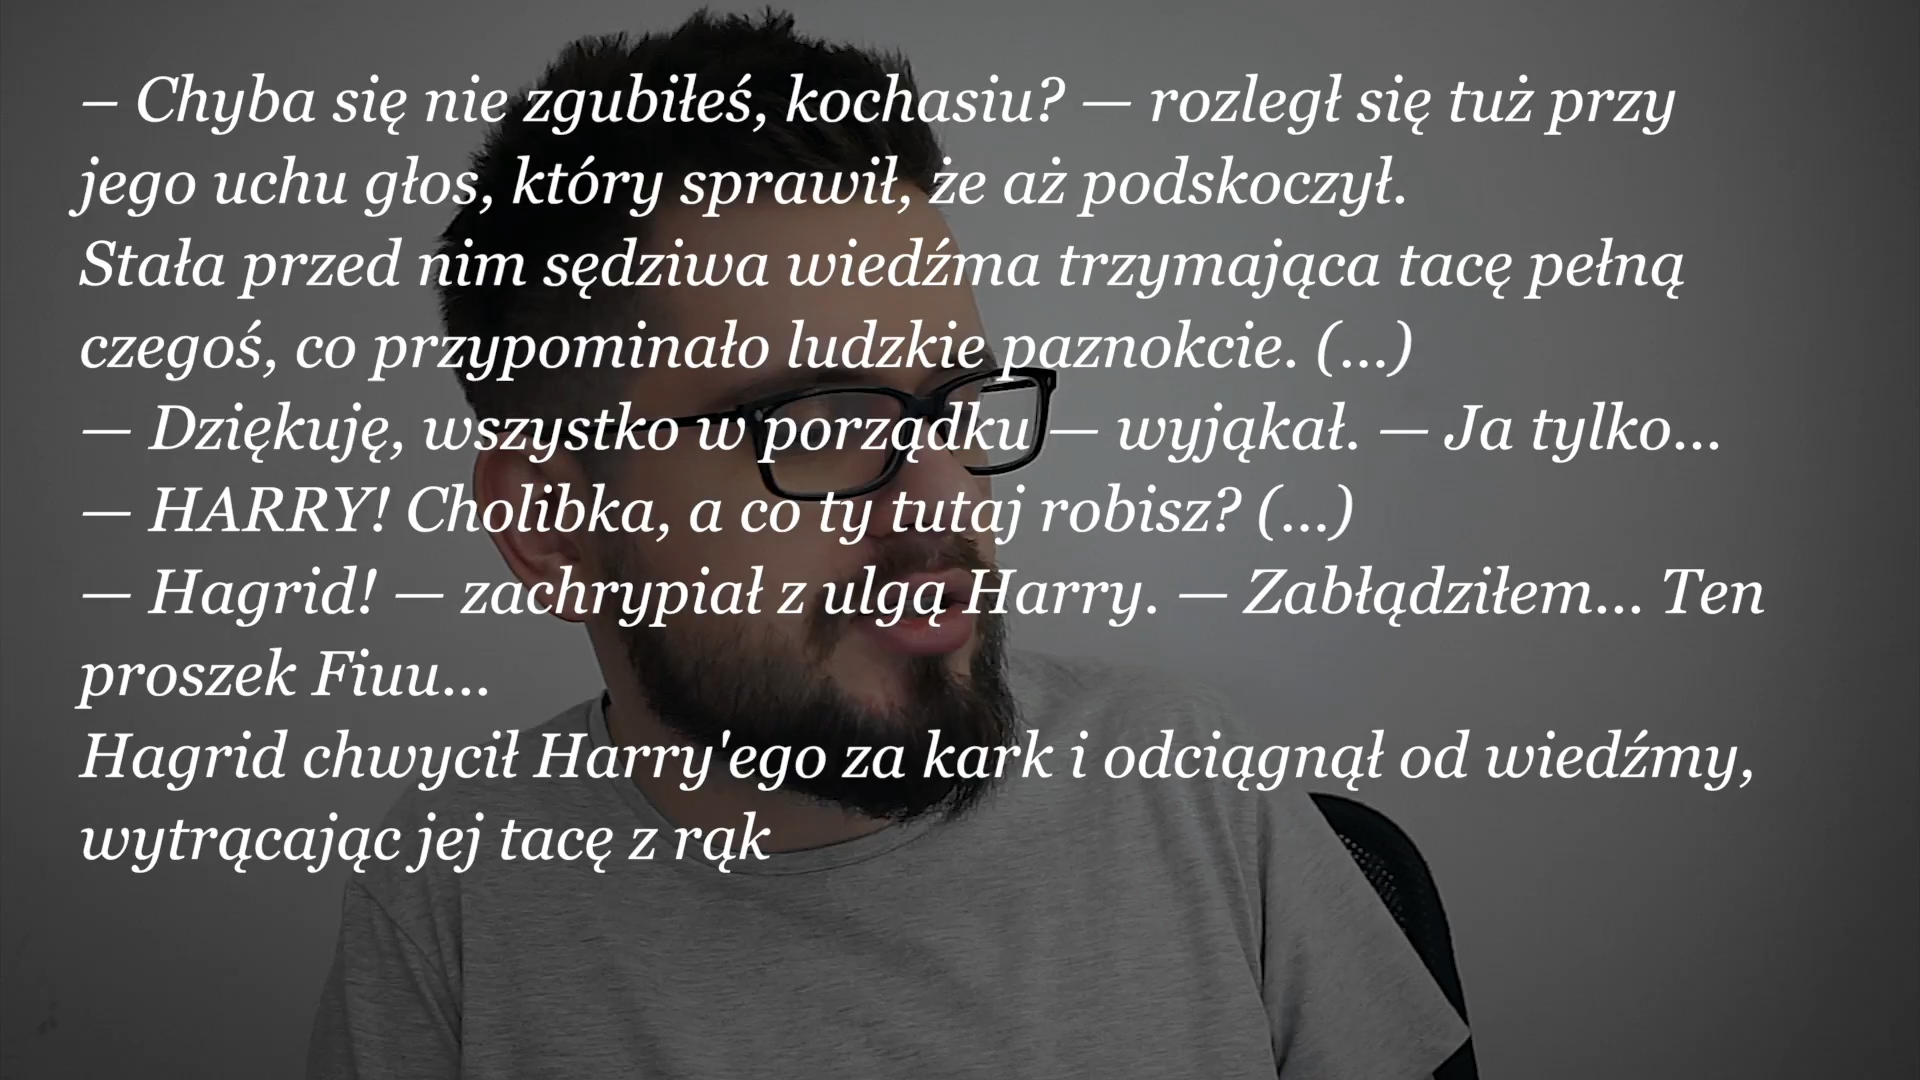 – Chyba się nie zgubiłeś, kochasiu? — rozległ się tuż przy
jego uchu głos, który sprawił, że aż podskoczył.
Stała przed nim sędziwa wiedźma trzymająca tacę pełną
czegoś, co przypominało ludzkie paznokcie. (...)
— Dziękuję, wszystko w porządku — wyjąkał. — Ja tylko...
— HARRY! Cholibka, a co ty tutaj robisz? (...)
— Hagrid! — zachrypiał z ulgą Harry. — Zabłądziłem... Ten
proszek Fiuu...
Hagrid chwycił Harry'ego za kark i odciągnął od wiedźmy,
wytrącając jej tacę z rąk